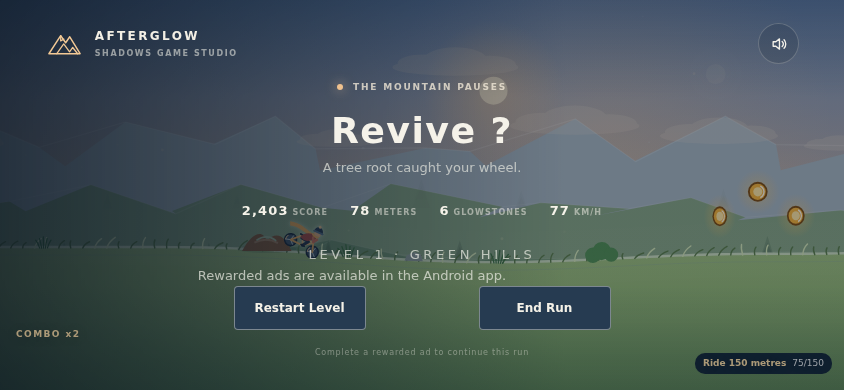 AFTERGLOW
SHADOWS GAME STUDIO
THE MOUNTAIN PAUSES
Revive ?
A tree root caught your wheel.
2,403 SCORE 78 METERS 6 GLOWSTONES 77 KM/H
LEVEL 1 · GREEN HILLS
Rewarded ads are available in the Android app.
Restart Level End Run
COMBO x2
Complete a rewarded ad to continue this run
Ride 150 metres 75/150